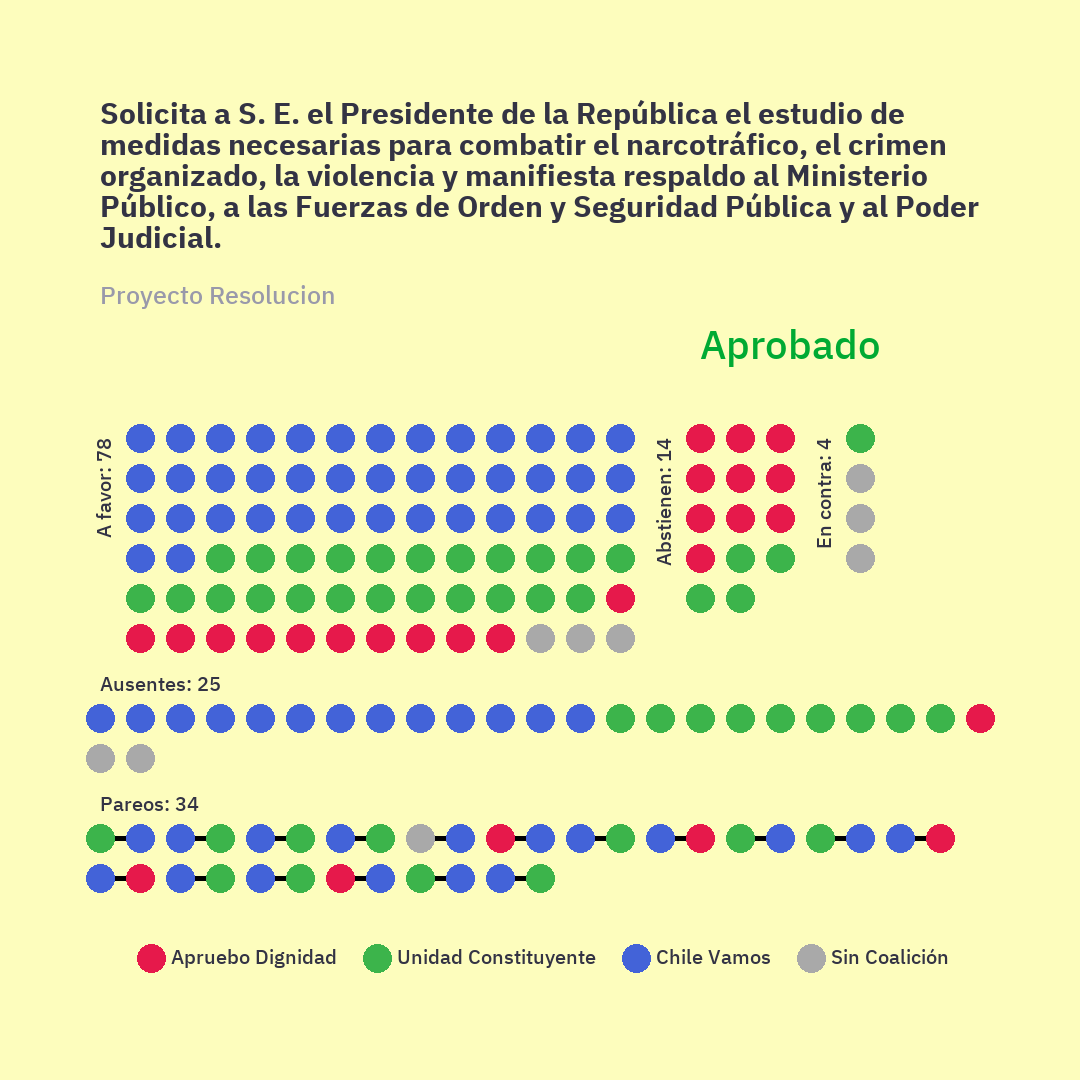 Solicita a S. E. el Presidente de la República el estudio de
medidas necesarias para combatir el narcotráfico, el crimen
organizado, la violencia y manifiesta respaldo al Ministerio
Público, a las Fuerzas de Orden y Seguridad Pública y al Poder
Judicial.
Proyecto Resolucion
Aprobado
A favor: 78
Abstienen: 14
En contra: 4
Ausentes: 25
Pareos: 34
Apruebo Dignidad
Unidad Constituyente
Chile Vamos
Sin Coalición